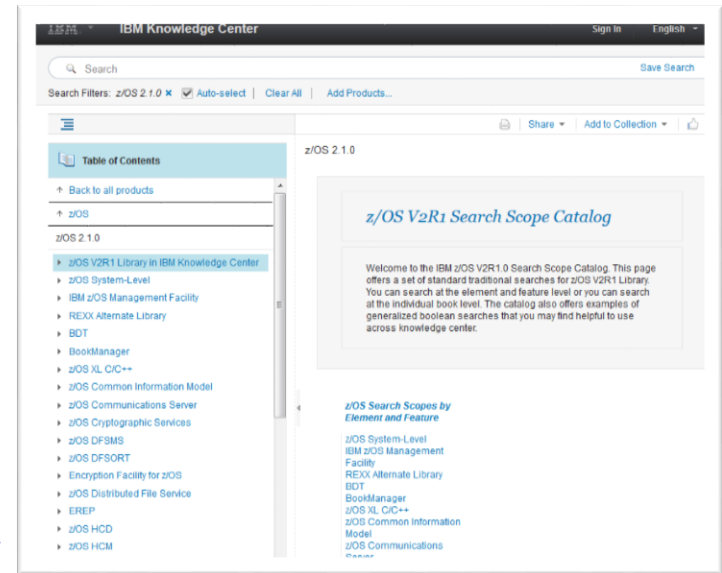 IBM. IBM Knowledge Center Sign In English
Search Save Search
Search Filters: z/OS 2.1.0 × Auto-select | Clear All | Add Products...
Share Add to Collection
Table of Contents
Back to all products
z/OS
z/OS 2.1.0
z/OS V2R1 Library in IBM Knowledge Center
z/OS System-Level
IBM z/OS Management Facility
REXX Alternate Library
BDT
BookManager
z/OS XL C/C++
z/OS Common Information Model
z/OS Communications Server
z/OS Cryptographic Services
z/OS DFSMS
z/OS DFSORT
Encryption Facility for z/OS
z/OS Distributed File Service
EREP
z/OS HCD
z/OS HCM
z/OS 2.1.0
z/OS V2R1 Search Scope Catalog
Welcome to the IBM z/OS V2R1.0 Search Scope Catalog. This page
offers a set of standard traditional searches for z/OS V2R1 Library.
You can search at the element and feature level or you can search
at the individual book level. The catalog also offers examples of
generalized boolean searches that you may find helpful to use
across knowledge center.
z/OS Search Scopes by
Element and Feature
z/OS System-Level
IBM z/OS Management
Facility
REXX Alternate Library
BDT
BookManager
z/OS XL C/C++
z/OS Common Information
Model
z/OS Communications